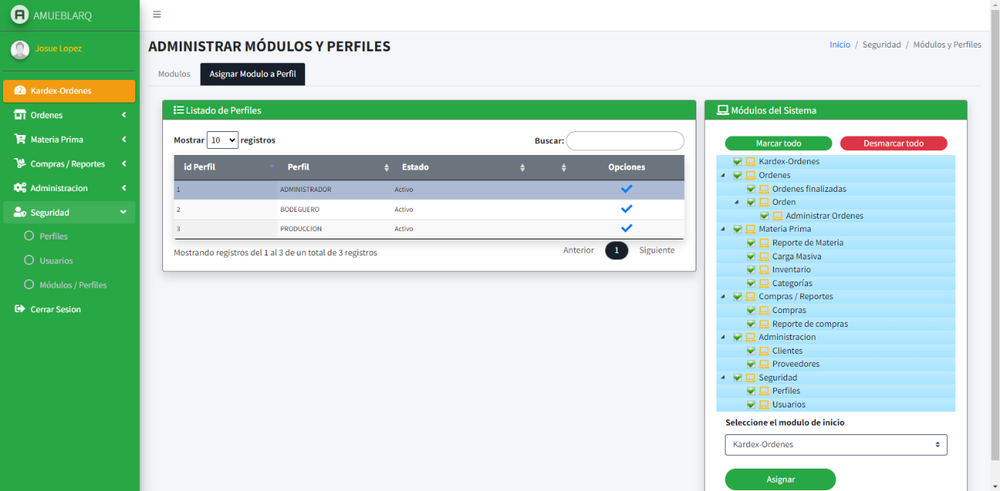 AMUEBLARQ
Josue Lopez
Kardex-Ordenes
Ordenes
Materia Prima
Compras / Reportes
Administracion
Seguridad
Perfiles
Usuarios
Módulos / Perfiles
Cerrar Sesion
ADMINISTRAR MÓDULOS Y PERFILES
Inicio / Seguridad / Módulos y Perfiles
Modulos Asignar Modulo a Perfil
Listado de Perfiles
Mostrar 10 registros Buscar:
id Perfil Perfil Estado Opciones
1 ADMINISTRADOR Activo
2 BODEGUERO Activo
3 PRODUCCION Activo
Mostrando registros del 1 al 3 de un total de 3 registros
Anterior 1 Siguiente
Módulos del Sistema
Marcar todo Desmarcar todo
Kardex-Ordenes
Ordenes
Ordenes finalizadas
Orden
Administrar Ordenes
Materia Prima
Reporte de Materia
Carga Masiva
Inventario
Categorías
Compras / Reportes
Compras
Reporte de compras
Administracion
Clientes
Proveedores
Seguridad
Perfiles
Usuarios
Seleccione el modulo de inicio
Kardex-Ordenes
Asignar